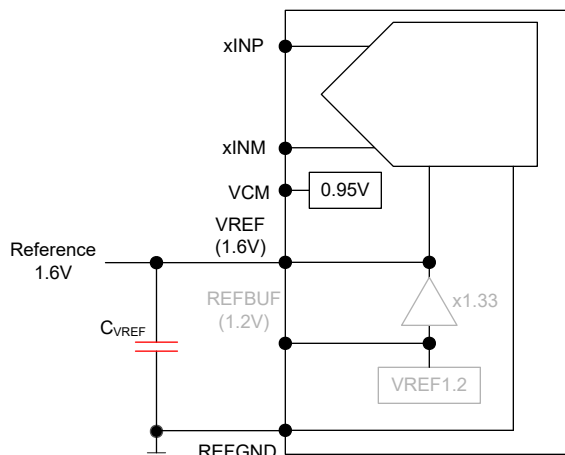 xINP
xINM
VCM
0.95V
VREF
(1.6V)
Reference
1.6V
REFBUF
(1.2V)
x1.33
CVREF
VREF1.2
REFGND